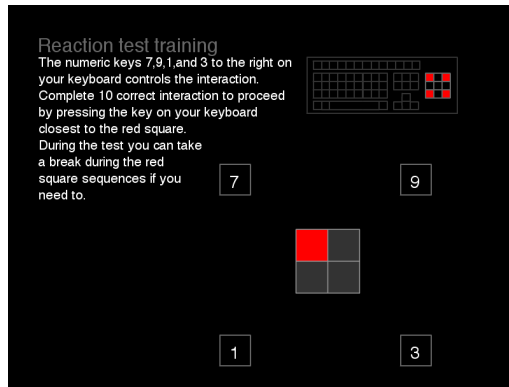 Reaction test training
The numeric keys 7,9,1,and 3 to the right on
your keyboard controls the interaction.
Complete 10 correct interaction to proceed
by pressing the key on your keyboard
closest to the red square.
During the test you can take
a break during the red
square sequences if you
need to.
7
9
1
3